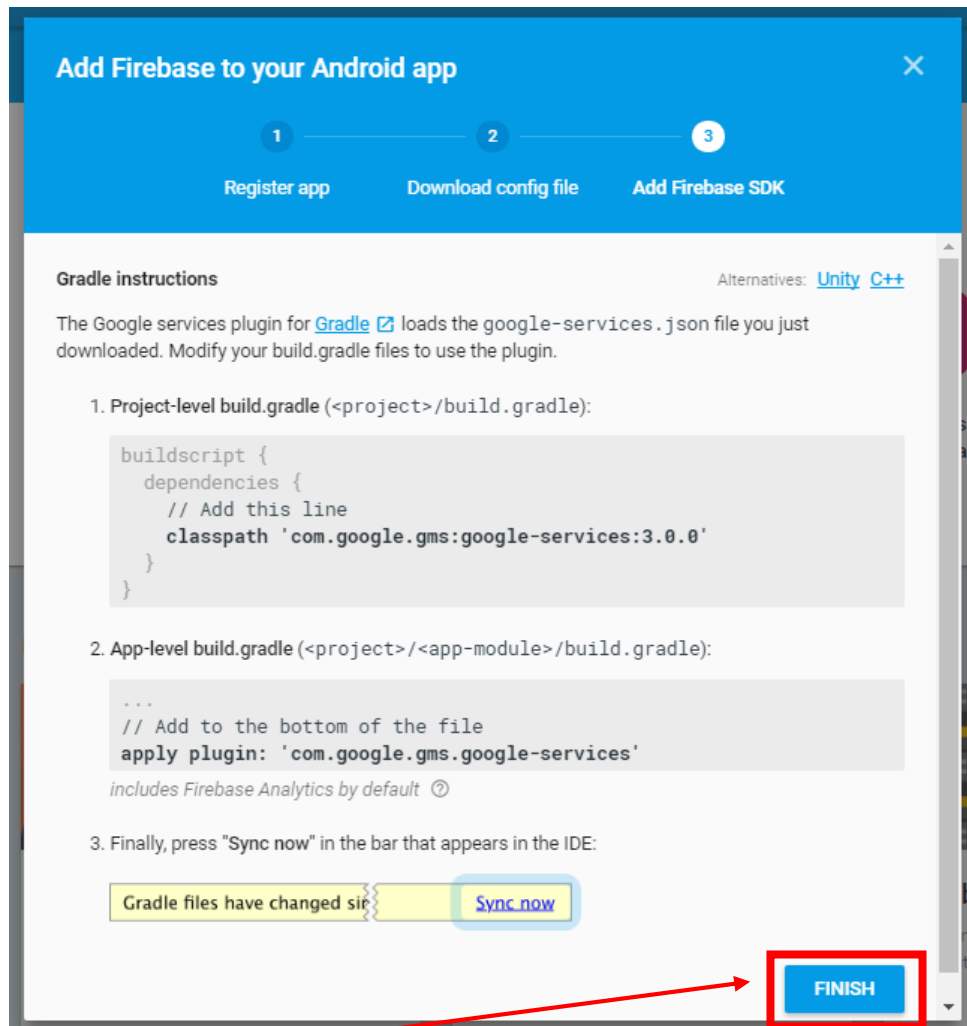 Add Firebase to your Android app
1
2
3
Register app
Download config file
Add Firebase SDK
Gradle instructions
Alternatives: Unity C++
The Google services plugin for Gradle loads the google-services.json file you just
downloaded. Modify your build.gradle files to use the plugin.
1. Project-level build.gradle (<project>/build.gradle):
buildscript {
dependencies {
// Add this line
classpath 'com.google.gms:google-services:3.0.0'
}
}
2. App-level build.gradle (<project>/<app-module>/build.gradle):
...
// Add to the bottom of the file
apply plugin: 'com.google.gms.google-services'
includes Firebase Analytics by default
3. Finally, press "Sync now" in the bar that appears in the IDE:
Gradle files have changed sin Sync now
FINISH